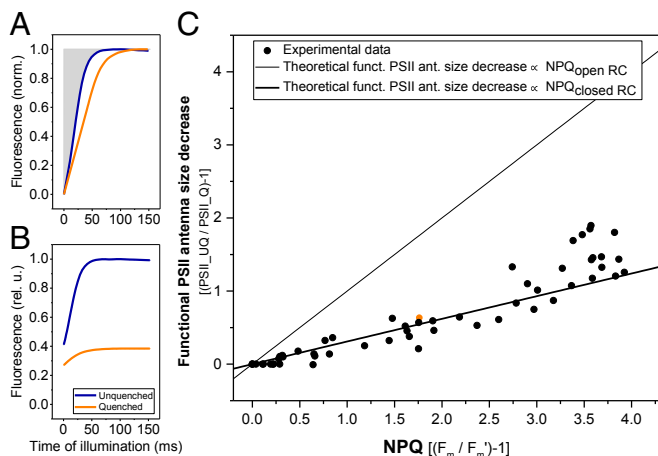 A
Fluorescence (norm.)
1.0
0.8
0.6
0.4
0.2
0.0
0 50 100 150
B
Fluorescence (rel. u.)
1.0
0.8
0.6
0.4
0.2
0.0
Unquenched
Quenched
0 50 100 150
Time of illumination (ms)
C
Functional PSII antenna size decrease
[(PSII_UQ / PSII_Q)-1]
4
3
2
1
0
Experimental data
Theoretical funct. PSII ant. size decrease ∝ NPQopen RC
Theoretical funct. PSII ant. size decrease ∝ NPQclosed RC
0.0 0.5 1.0 1.5 2.0 2.5 3.0 3.5 4.0
NPQ [(Fm / Fm')-1]